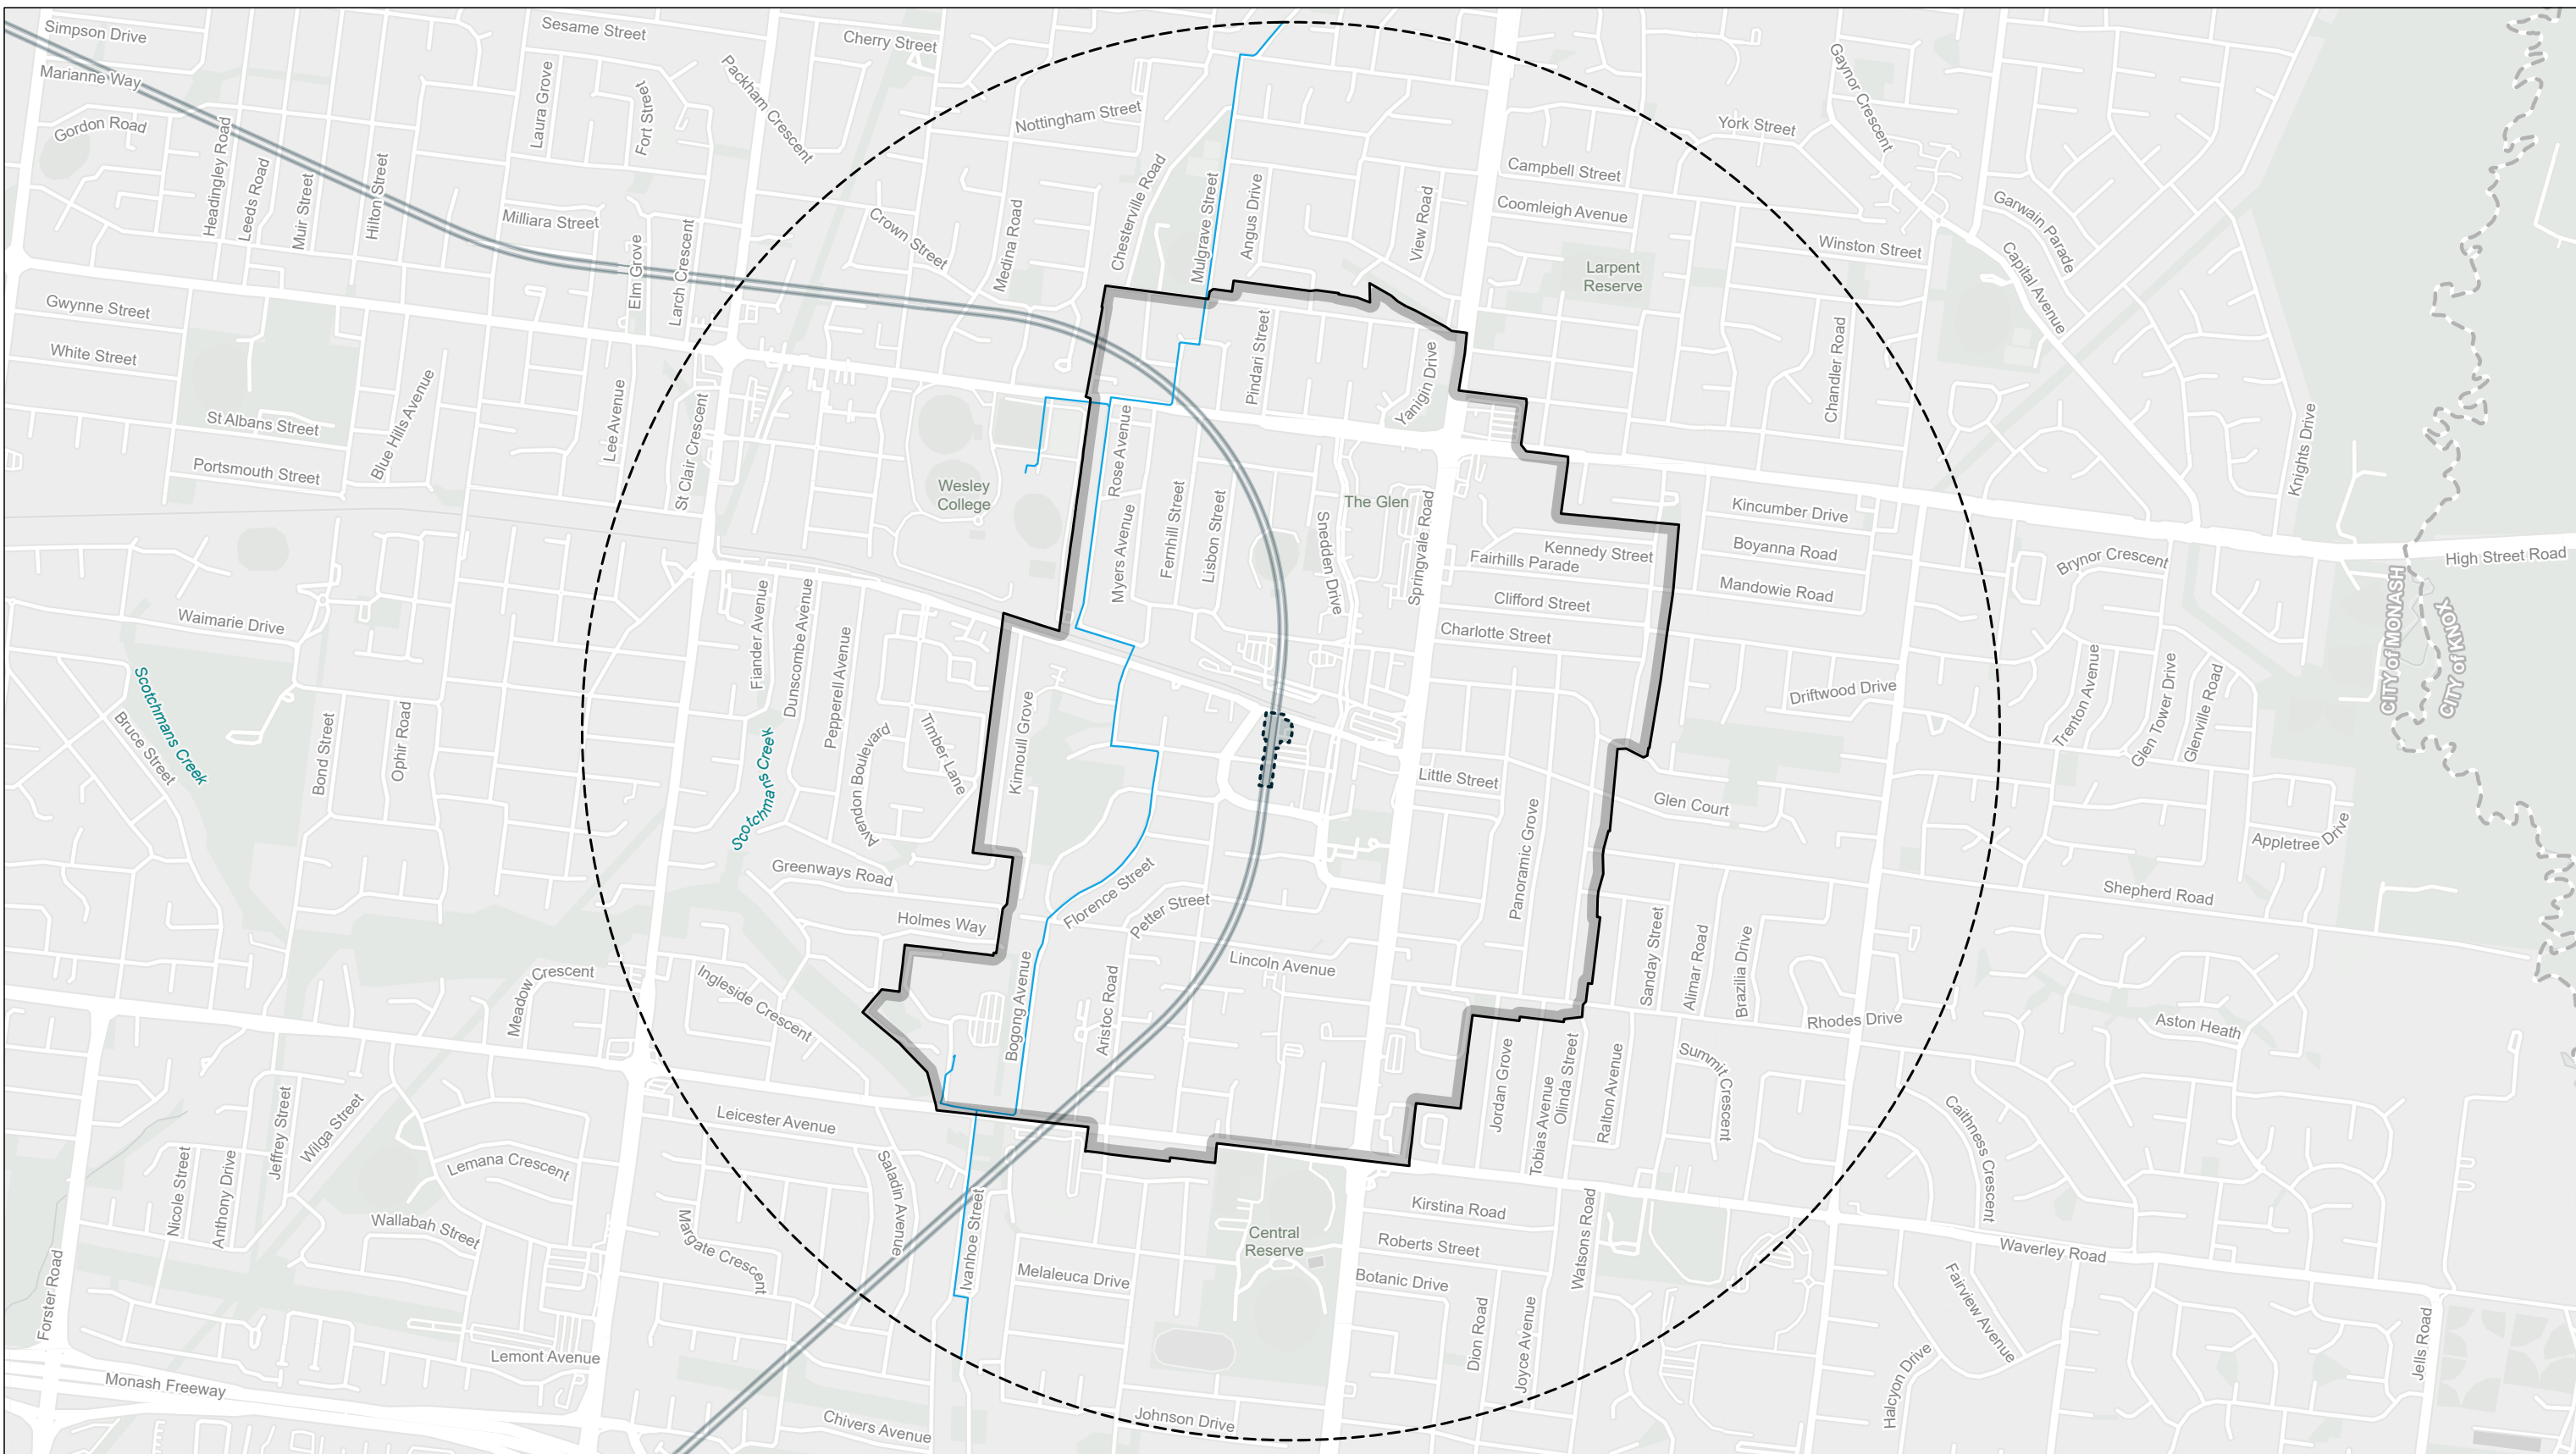 Simpson Drive
Sesame Street
Cherry Street
Marianne Way
Packham Crescent
Gaynor Crescent
Gordon Road
Laura Grove
Fort Street
Nottingham Street
York Street
Headingley Road
Leeds Road
Muir Street
Hilton Street
Milliara Street
Elm Grove
Larch Crescent
Crown Street
Medina Road
Chesterville Road
Mulgrave Street
Angus Drive
View Road
Campbell Street
Coomleigh Avenue
Winston Street
Garwain Parade
Capital Avenue
Larpent
Reserve
Gwynne Street
White Street
St Albans Street
Portsmouth Street
Blue Hills Avenue
Lee Avenue
St Clair Crescent
Pindari Street
Yanigin Drive
Chandler Road
Knights Drive
Wesley
College
Rose Avenue
Myers Avenue
Fernhill Street
Lisbon Street
The Glen
Snedden Drive
Springvale Road
Kincumber Drive
Boyanna Road
Mandowie Road
Kennedy Street
Fairhills Parade
Clifford Street
Charlotte Street
Brynor Crescent
High Street Road
CITY of MONASH
CITY of KNOX
Waimarie Drive
Scotchmans Creek
Bruce Street
Bond Street
Ophir Road
Fiander Avenue
Dunscombe Avenue
Pepperell Avenue
Scotchmans Creek
Avendon Boulevard
Timber Lane
Kinnoull Grove
Driftwood Drive
Trenton Avenue
Glen Tower Drive
Glenville Road
Little Street
Glen Court
Panoramic Grove
Appletree Drive
Greenways Road
Holmes Way
Florence Street
Petter Street
Lincoln Avenue
Shepherd Road
Meadow Crescent
Ingleside Crescent
Bogong Avenue
Aristoc Road
Sanday Street
Alimar Road
Brazilia Drive
Rhodes Drive
Aston Heath
Jordan Grove
Tobias Avenue
Olinda Street
Ralton Avenue
Summit Crescent
Caithness Crescent
Leicester Avenue
Jeffrey Street
Wilga Street
Nicole Street
Anthony Drive
Lemana Crescent
Wallabah Street
Saladin Avenue
Margate Crescent
Ivanhoe Street
Melaleuca Drive
Central
Reserve
Kirstina Road
Roberts Street
Botanic Drive
Watsons Road
Waverley Road
Fairview Avenue
Forster Road
Lemont Avenue
Monash Freeway
Chivers Avenue
Johnson Drive
Dion Road
Joyce Avenue
Halcyon Drive
Jells Road